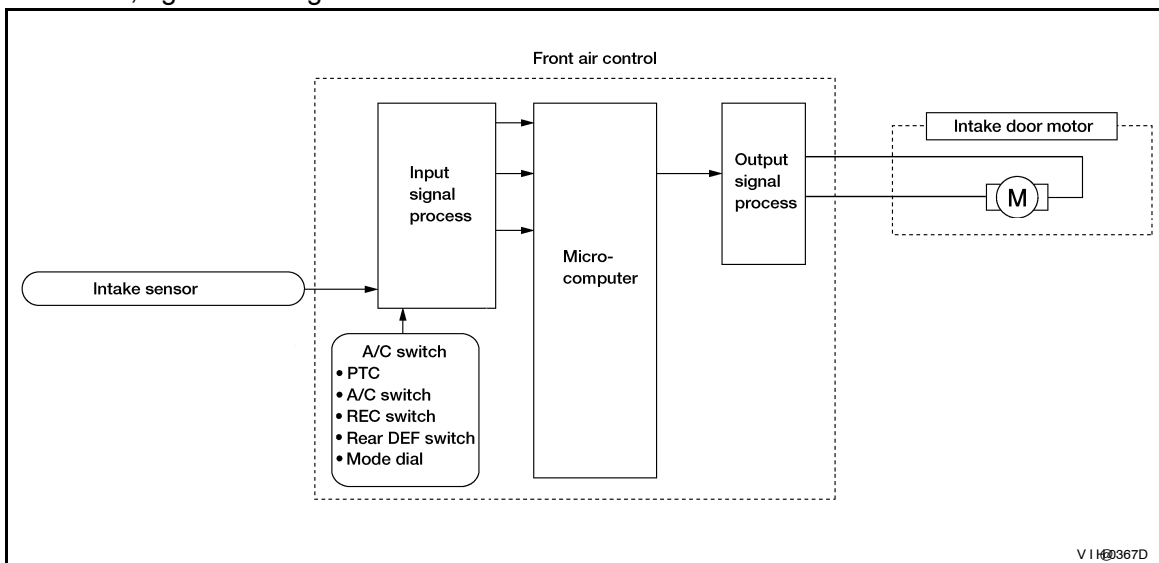 Front air control
Intake door motor
Input
signal
process
Output
signal
process
M
Micro-
computer
Intake sensor
A/C switch
• PTC
• A/C switch
• REC switch
• Rear DEF switch
• Mode dial